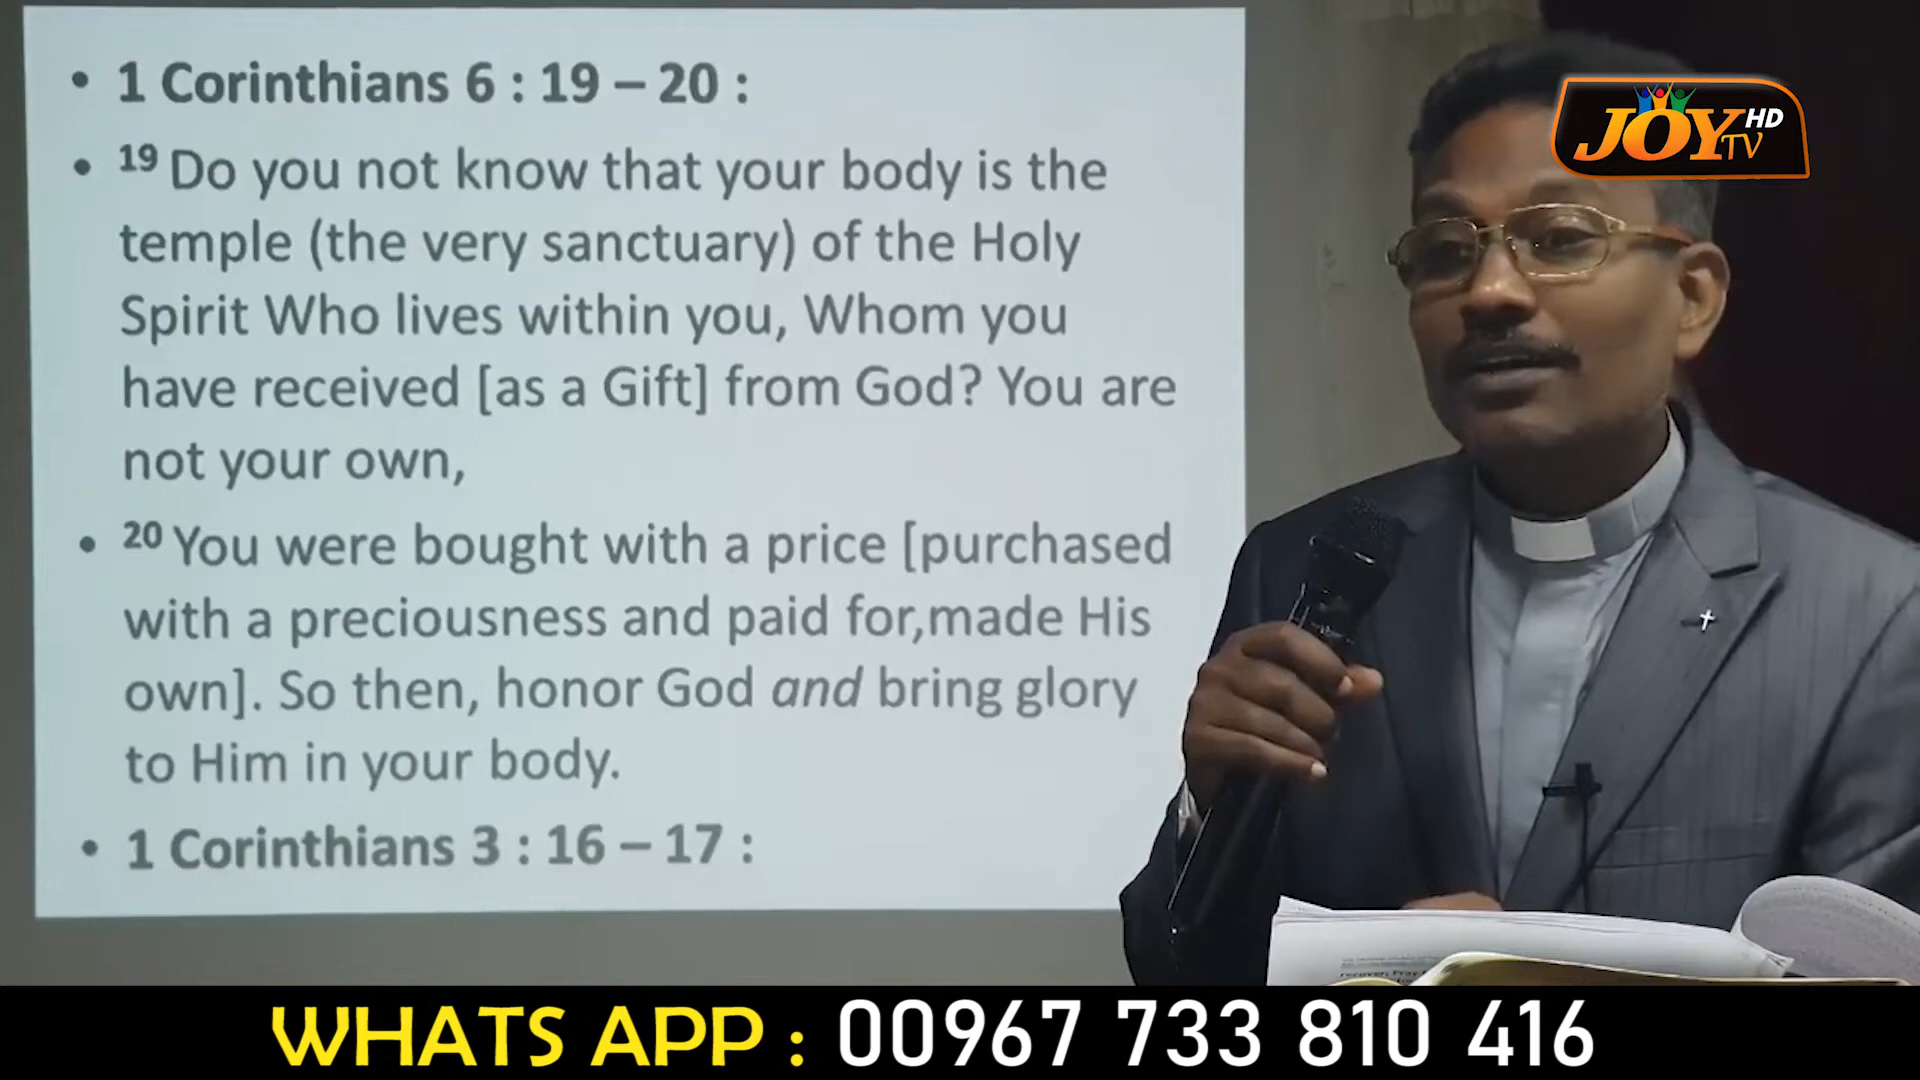 • 1 Corinthians 6 : 19 – 20 :
• 19 Do you not know that your body is the
temple (the very sanctuary) of the Holy
Spirit Who lives within you, Whom you
have received [as a Gift] from God? You are
not your own,
• 20 You were bought with a price [purchased
with a preciousness and paid for,made His
own]. So then, honor God and bring glory
to Him in your body.
• 1 Corinthians 3 : 16 – 17 :
JOY TV HD
WHATS APP : 00967 733 810 416